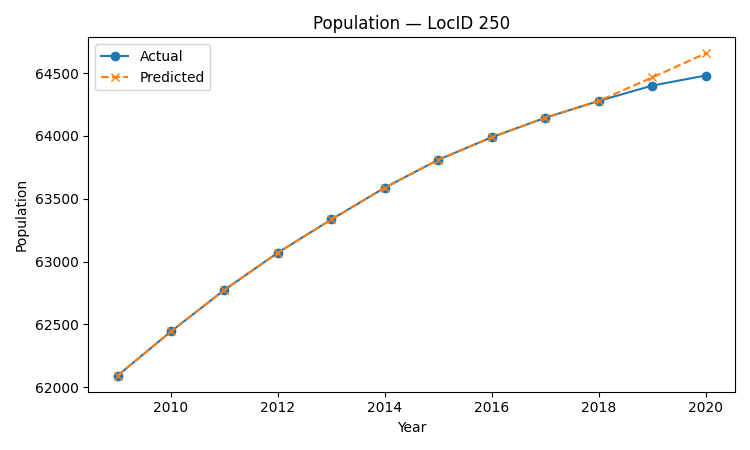 Population — LocID 250
Actual
Predicted
64500
64000
63500
63000
62500
62000
Population
2010 2012 2014 2016 2018 2020
Year